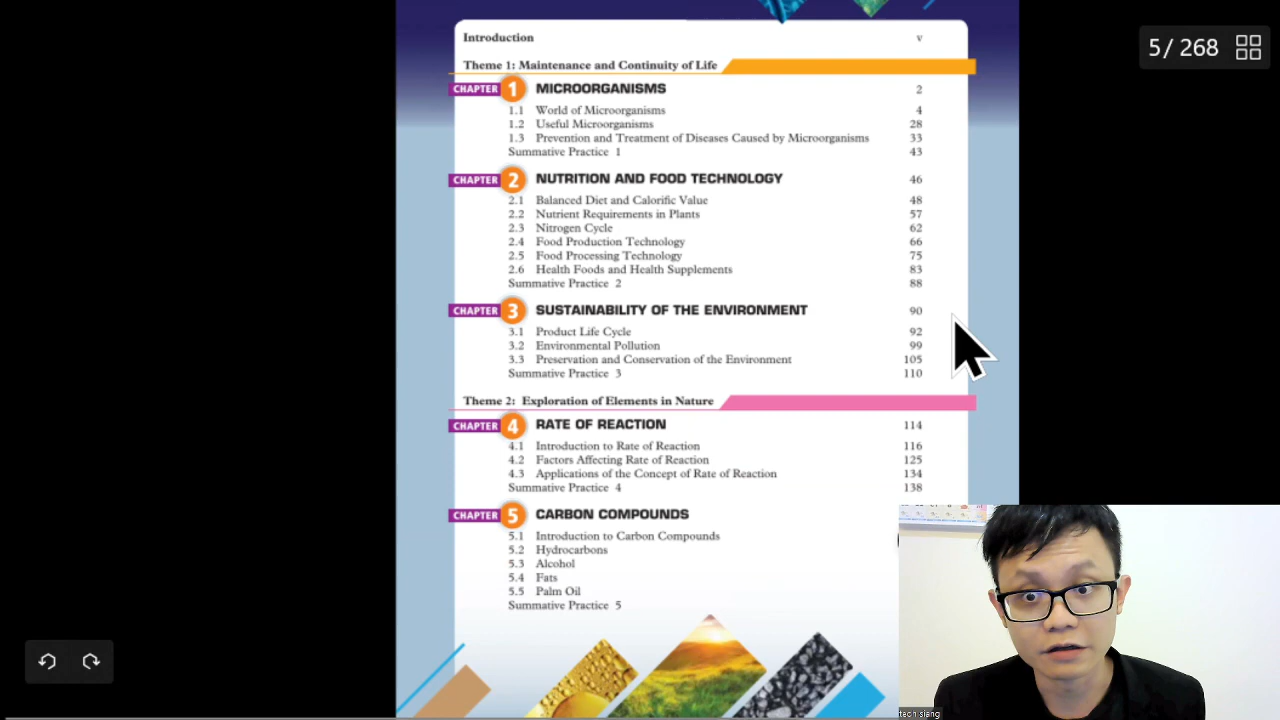 5/ 268
Introduction v
Theme 1: Maintenance and Continuity of Life
CHAPTER 1 MICROORGANISMS 2
1.1 World of Microorganisms 4
1.2 Useful Microorganisms 28
1.3 Prevention and Treatment of Diseases Caused by Microorganisms 33
Summative Practice 1 43
CHAPTER 2 NUTRITION AND FOOD TECHNOLOGY 46
2.1 Balanced Diet and Calorific Value 48
2.2 Nutrient Requirements in Plants 57
2.3 Nitrogen Cycle 62
2.4 Food Production Technology 66
2.5 Food Processing Technology 75
2.6 Health Foods and Health Supplements 83
Summative Practice 2 88
CHAPTER 3 SUSTAINABILITY OF THE ENVIRONMENT 90
3.1 Product Life Cycle 92
3.2 Environmental Pollution 99
3.3 Preservation and Conservation of the Environment 105
Summative Practice 3 110
Theme 2: Exploration of Elements in Nature
CHAPTER 4 RATE OF REACTION 114
4.1 Introduction to Rate of Reaction 116
4.2 Factors Affecting Rate of Reaction 125
4.3 Applications of the Concept of Rate of Reaction 134
Summative Practice 4 138
CHAPTER 5 CARBON COMPOUNDS
5.1 Introduction to Carbon Compounds
5.2 Hydrocarbons
5.3 Alcohol
5.4 Fats
5.5 Palm Oil
Summative Practice 5
tech siang